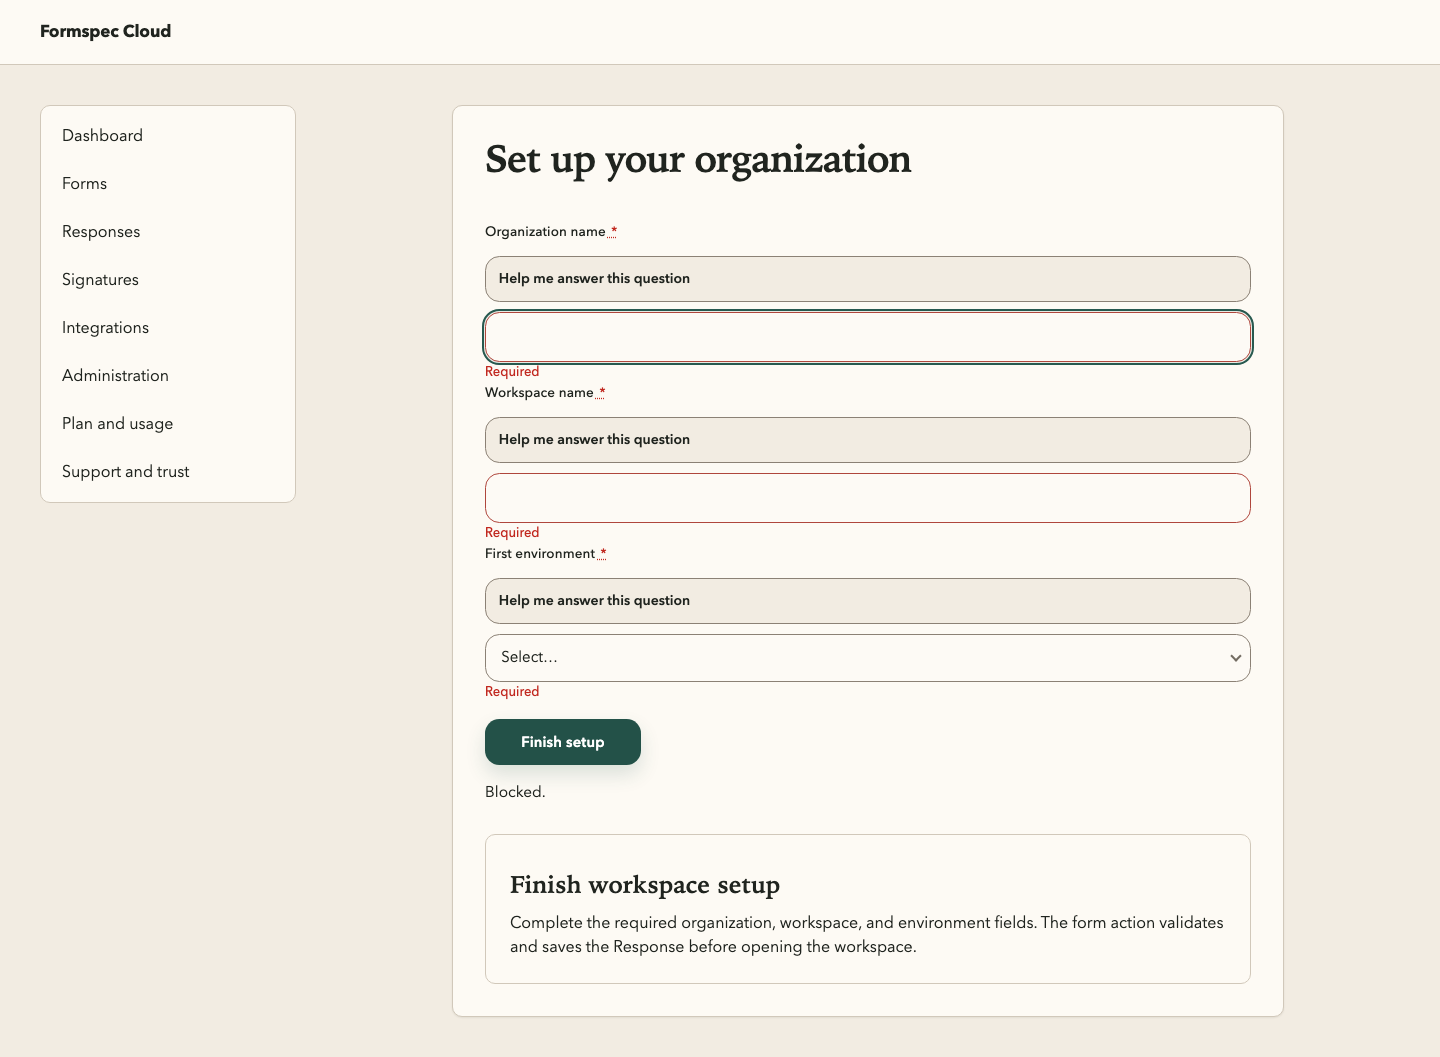 Formspec Cloud
Dashboard
Forms
Responses
Signatures
Integrations
Administration
Plan and usage
Support and trust
Set up your organization
Organization name *
Help me answer this question
Required
Workspace name *
Help me answer this question
Required
First environment *
Help me answer this question
Select…
Required
Finish setup
Blocked.
Finish workspace setup
Complete the required organization, workspace, and environment fields. The form action validates
and saves the Response before opening the workspace.